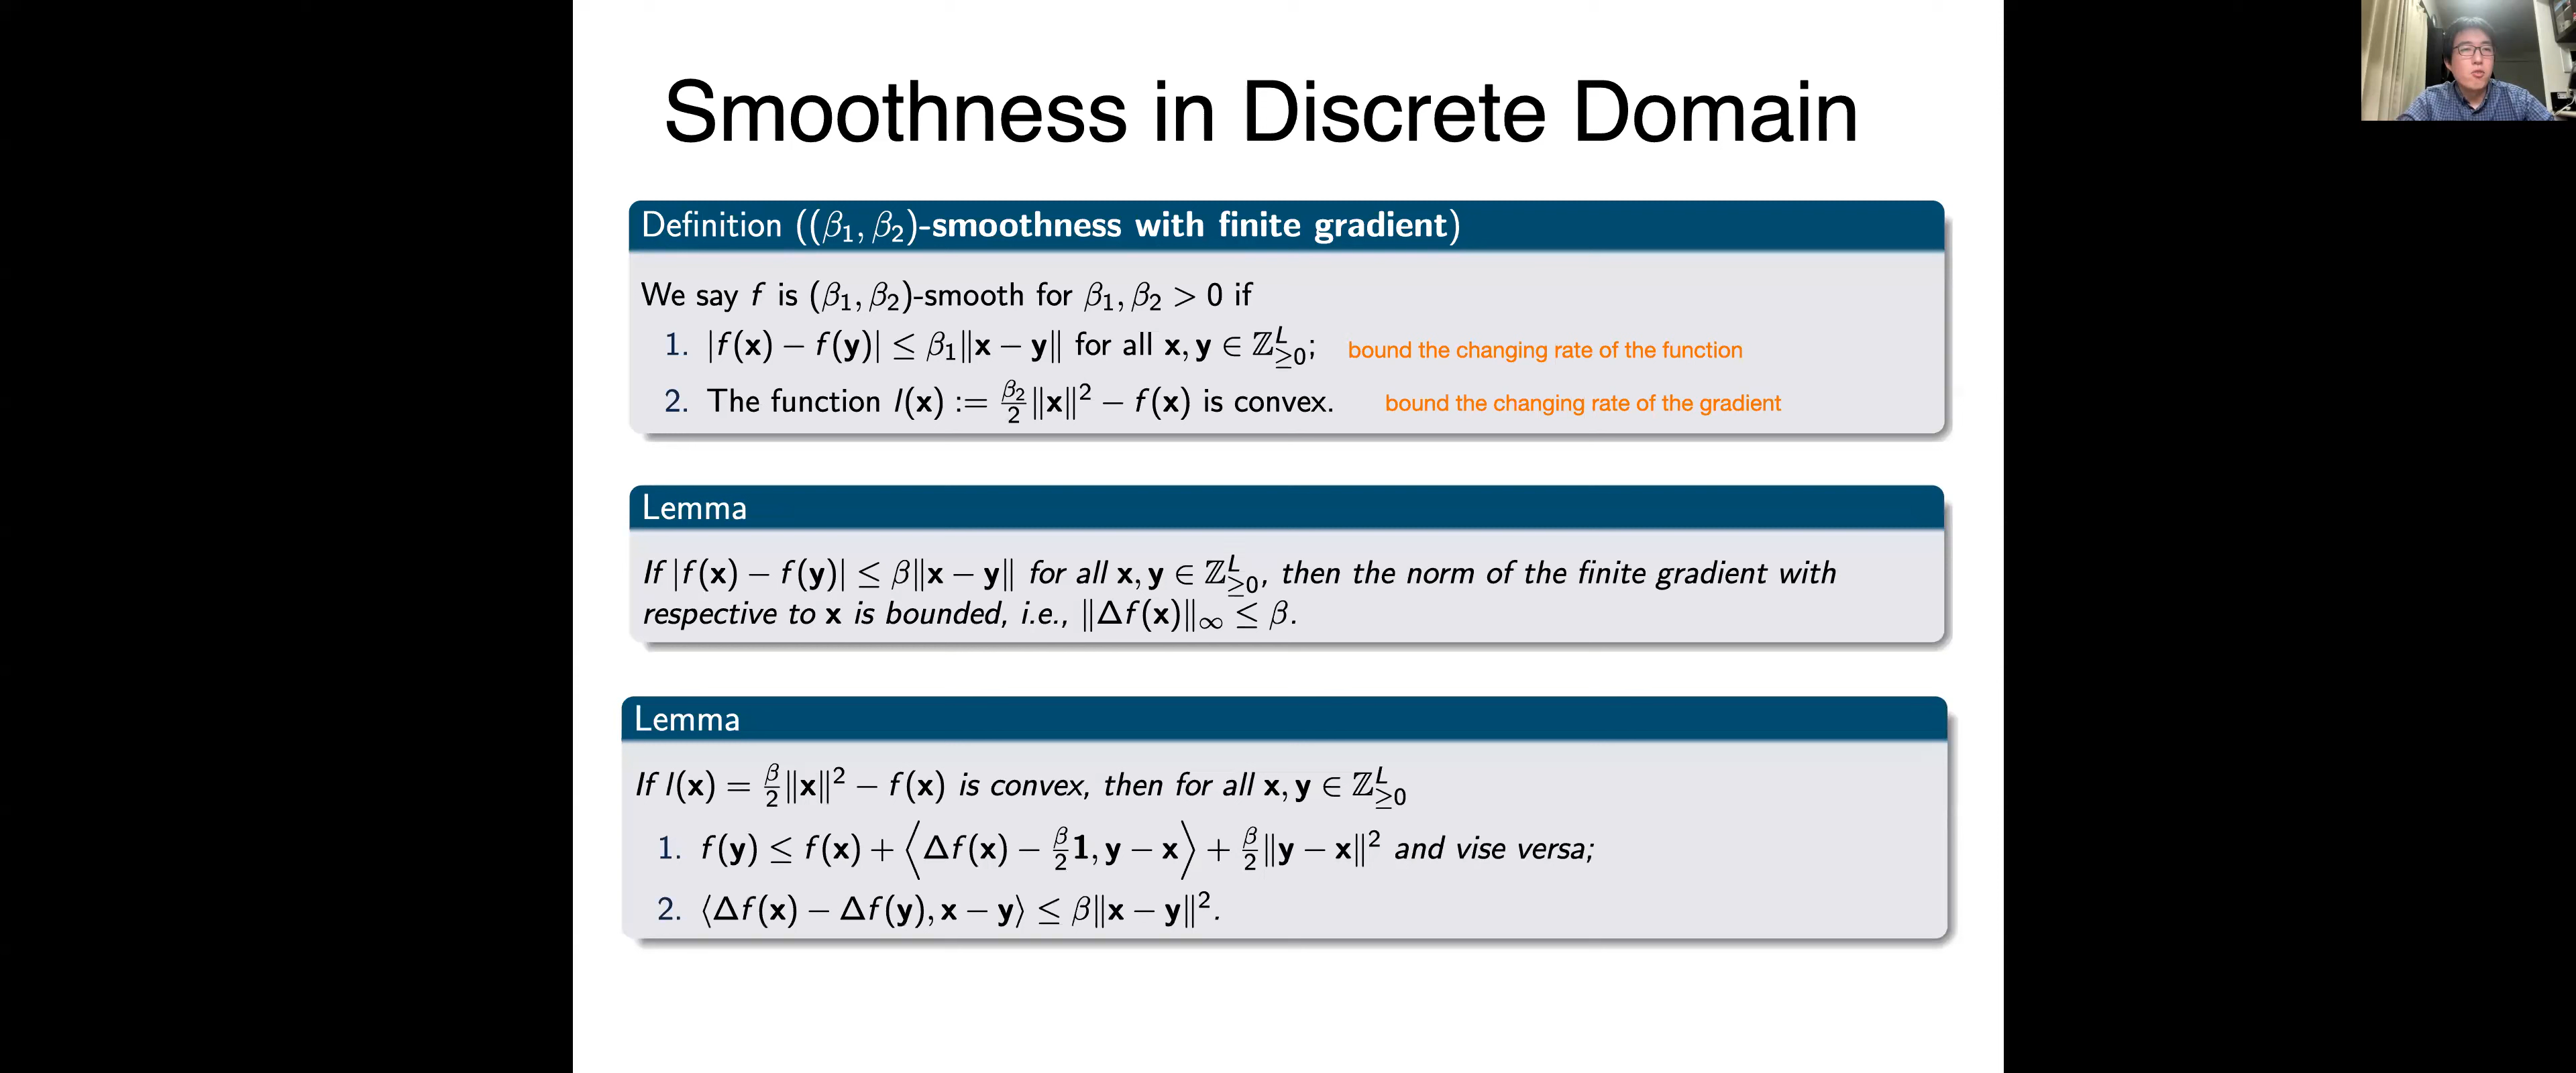 Smoothness in Discrete Domain
Definition ((β₁, β₂)-smoothness with finite gradient)
We say f is (β₁, β₂)-smooth for β₁, β₂ > 0 if
1. |f(x) − f(y)| ≤ β₁‖x − y‖ for all x, y ∈ ℤ^L_≥0; bound the changing rate of the function
2. The function l(x) := β₂/2 ‖x‖² − f(x) is convex. bound the changing rate of the gradient
Lemma
If |f(x) − f(y)| ≤ β‖x − y‖ for all x, y ∈ ℤ^L_≥0, then the norm of the finite gradient with
respective to x is bounded, i.e., ‖Δf(x)‖∞ ≤ β.
Lemma
If l(x) = β/2 ‖x‖² − f(x) is convex, then for all x, y ∈ ℤ^L_≥0
1. f(y) ≤ f(x) + ⟨Δf(x) − β/2 1, y − x⟩ + β/2 ‖y − x‖² and vise versa;
2. ⟨Δf(x) − Δf(y), x − y⟩ ≤ β‖x − y‖².